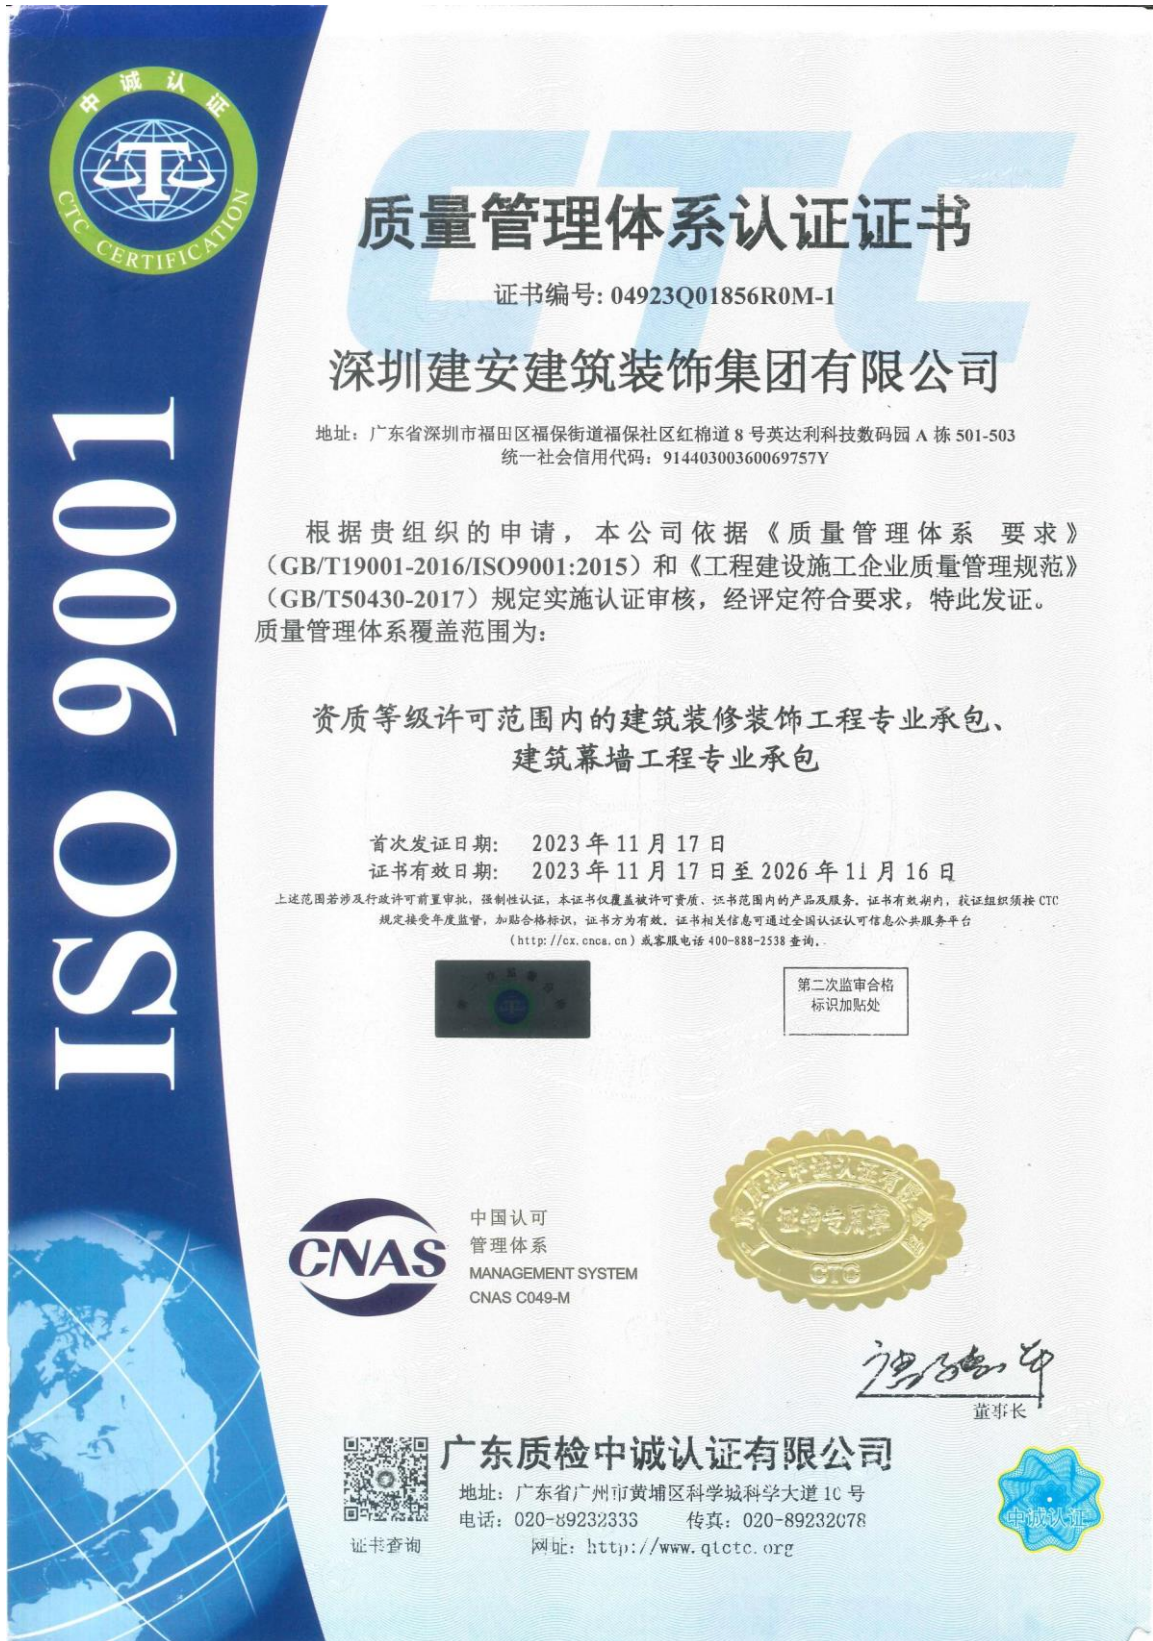 中诚认证
CTC CERTIFICATION
ISO 9001
CTC
质量管理体系认证证书
证书编号: 04923Q01856R0M-1
深圳建安建筑装饰集团有限公司
地址：广东省深圳市福田区福保街道福保社区红棉道 8 号英达利科技数码园 A 栋 501-503
统一社会信用代码：91440300360069757Y
根据贵组织的申请，本公司依据《质量管理体系 要求》
（GB/T19001-2016/ISO9001:2015）和《工程建设施工企业质量管理规范》
（GB/T50430-2017）规定实施认证审核，经评定符合要求，特此发证。
质量管理体系覆盖范围为：
资质等级许可范围内的建筑装修装饰工程专业承包、
建筑幕墙工程专业承包
首次发证日期： 2023 年 11 月 17 日
证书有效日期： 2023 年 11 月 17 日至 2026 年 11 月 16 日
上述范围若涉及行政许可前置审批，强制性认证，本证书仅覆盖被许可资质、证书范围内的产品及服务。证书有效期内，获证组织须按 CTC
规定接受年度监督，加贴合格标识，证书方为有效。证书相关信息可通过全国认证认可信息公共服务平台
（http://cx.cnca.cn）或客服电话 400-888-2538 查询。
第二次监审合格
标识加贴处
CNAS
中国认可
管理体系
MANAGEMENT SYSTEM
CNAS C049-M
证书专用章
CTC
董事长
广东质检中诚认证有限公司
地址：广东省广州市黄埔区科学城科学大道 10 号
电话：020-89232333 传真：020-89232078
网址：http://www.qtctc.org
证书查询
中诚认证